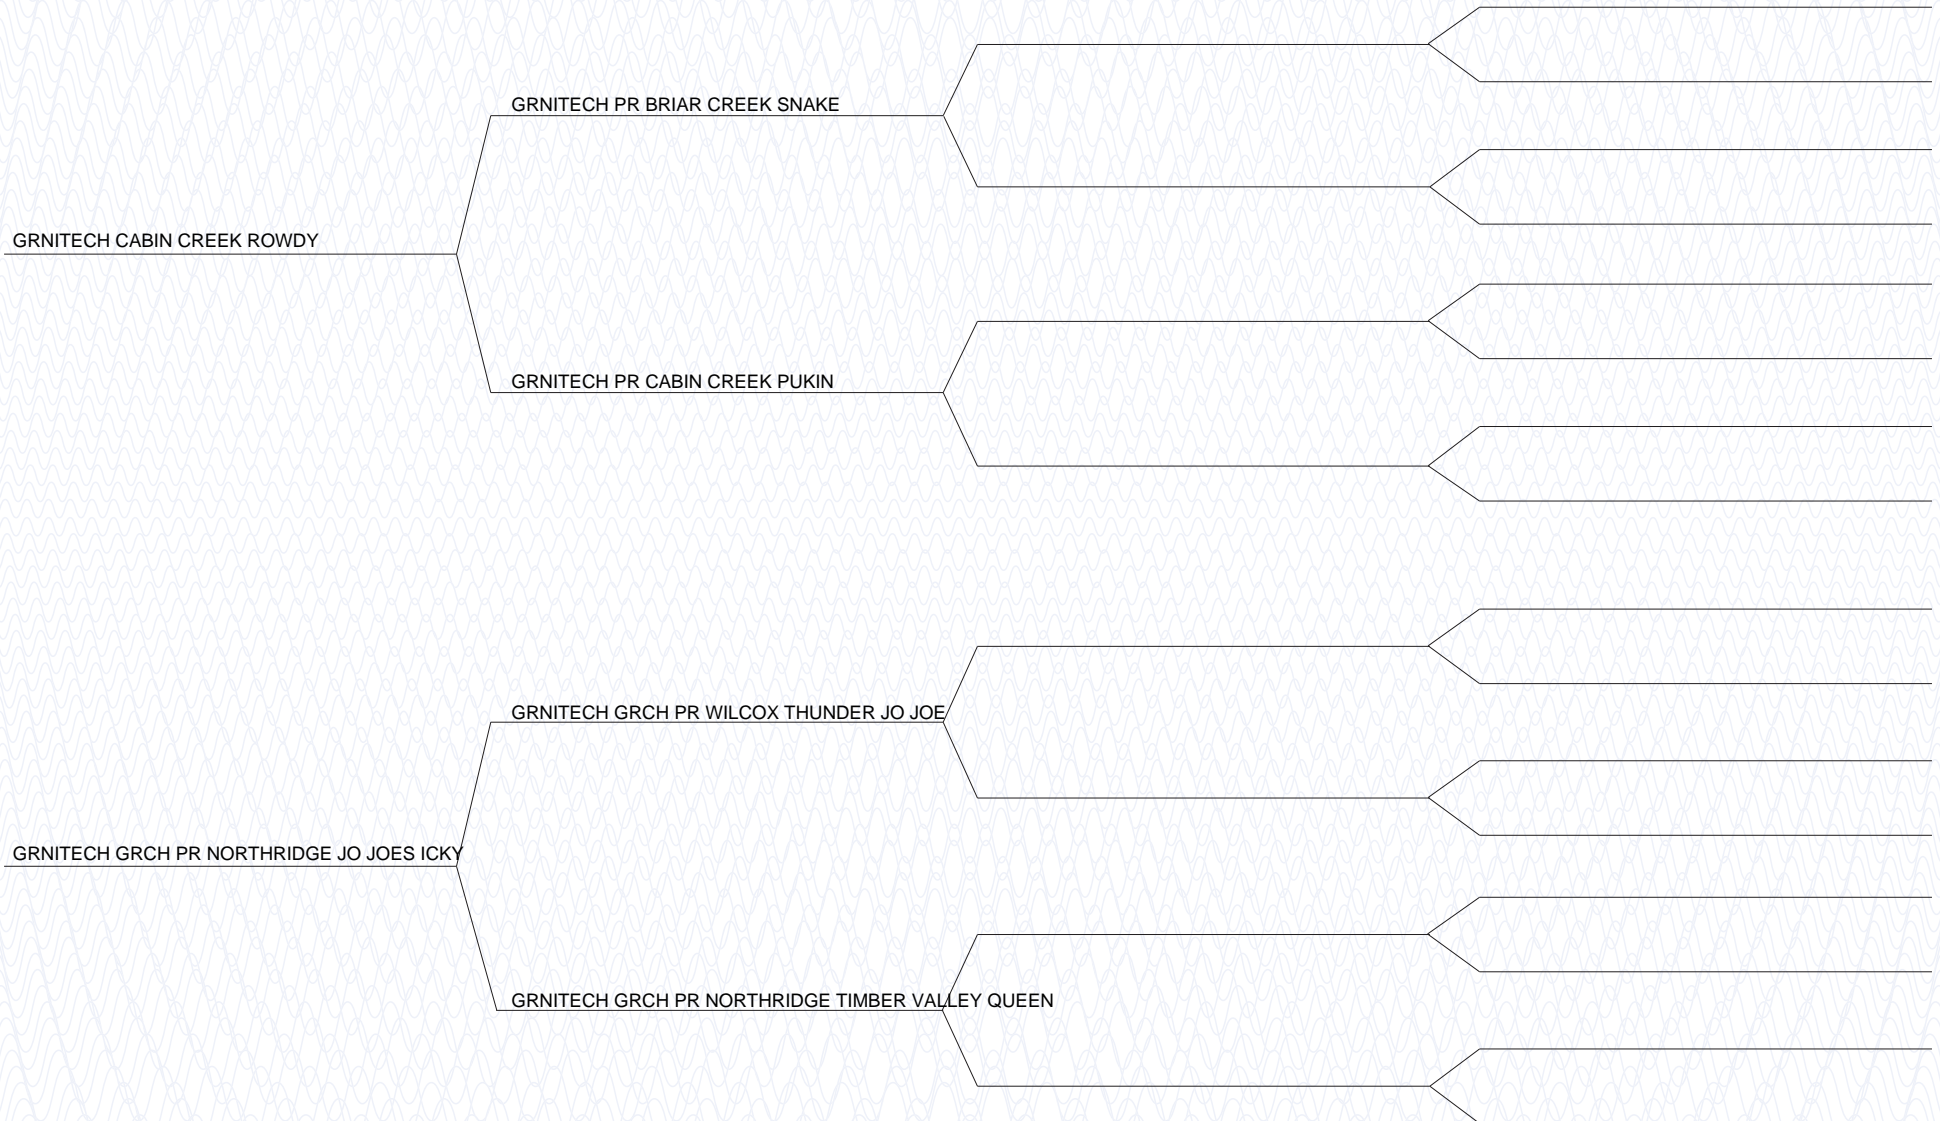 GRNITECH PR BRIAR CREEK SNAKE
GRNITECH CABIN CREEK ROWDY
GRNITECH PR CABIN CREEK PUKIN
GRNITECH GRCH PR WILCOX THUNDER JO JOE
GRNITECH GRCH PR NORTHRIDGE JO JOES ICKY
GRNITECH GRCH PR NORTHRIDGE TIMBER VALLEY QUEEN